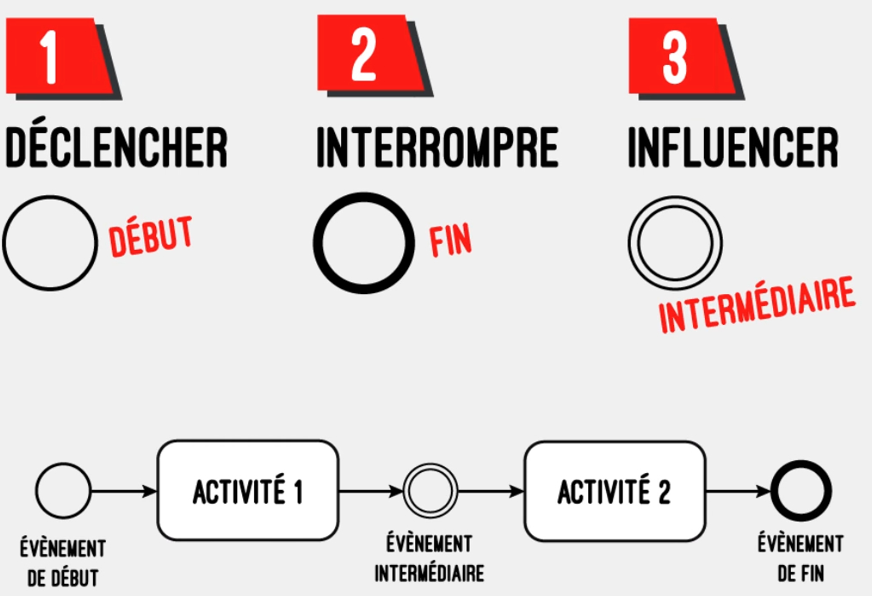 1
2
3
DÉCLENCHER
INTERROMPRE
INFLUENCER
DÉBUT
FIN
INTERMÉDIAIRE
ACTIVITÉ 1
ACTIVITÉ 2
ÉVÈNEMENT
DE DÉBUT
ÉVÈNEMENT
INTERMÉDIAIRE
ÉVÈNEMENT
DE FIN